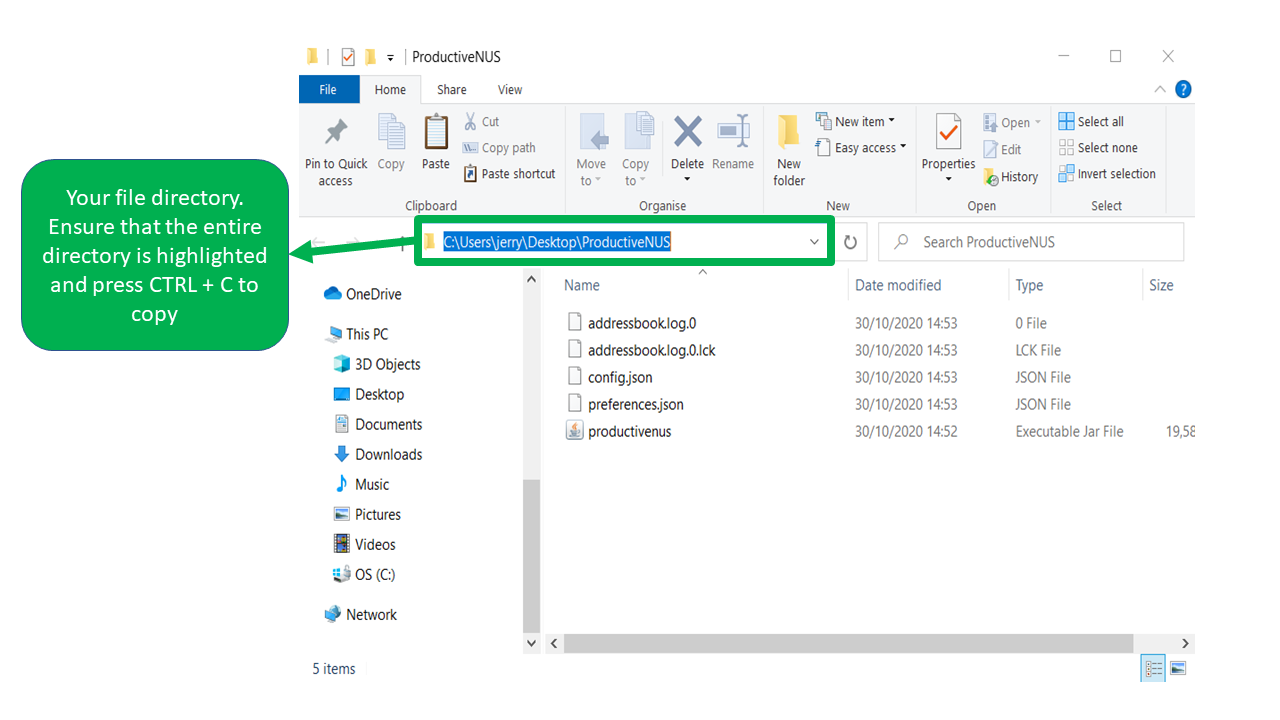 ProductiveNUS
File Home Share View
Pin to Quick access
Copy
Paste
Cut
Copy path
Paste shortcut
Clipboard
Move to
Copy to
Delete
Rename
Organise
New folder
New item
Easy access
New
Properties
Open
Edit
History
Open
Select all
Select none
Invert selection
Select
Your file directory.
Ensure that the entire
directory is highlighted
and press CTRL + C to
copy
C:\Users\jerry\Desktop\ProductiveNUS
Search ProductiveNUS
OneDrive
This PC
3D Objects
Desktop
Documents
Downloads
Music
Pictures
Videos
OS (C:)
Network
Name Date modified Type Size
addressbook.log.0 30/10/2020 14:53 0 File
addressbook.log.0.lck 30/10/2020 14:53 LCK File
config.json 30/10/2020 14:53 JSON File
preferences.json 30/10/2020 14:53 JSON File
productivenus 30/10/2020 14:52 Executable Jar File 19,58
5 items